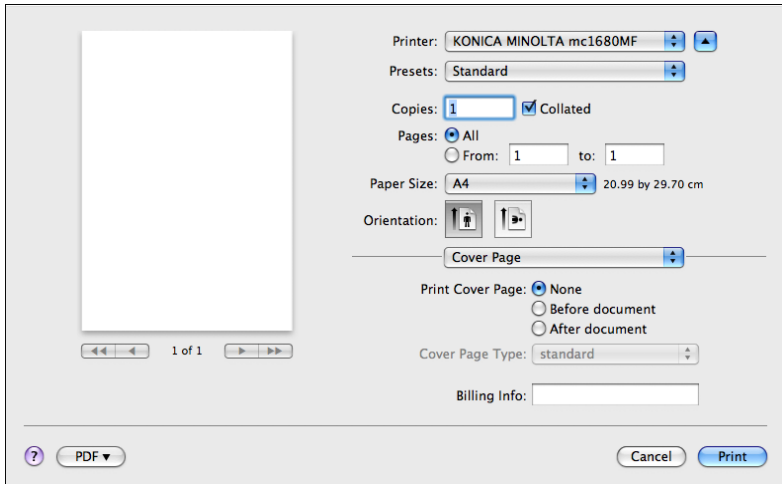 Printer: KONICA MINOLTA mc1680MF
Presets: Standard
Copies: 1 Collated
Pages: All
From: 1 to: 1
Paper Size: A4 20.99 by 29.70 cm
Orientation:
Cover Page
Print Cover Page: None
Before document
After document
1 of 1
Cover Page Type: standard
Billing Info:
? PDF ▼ Cancel Print